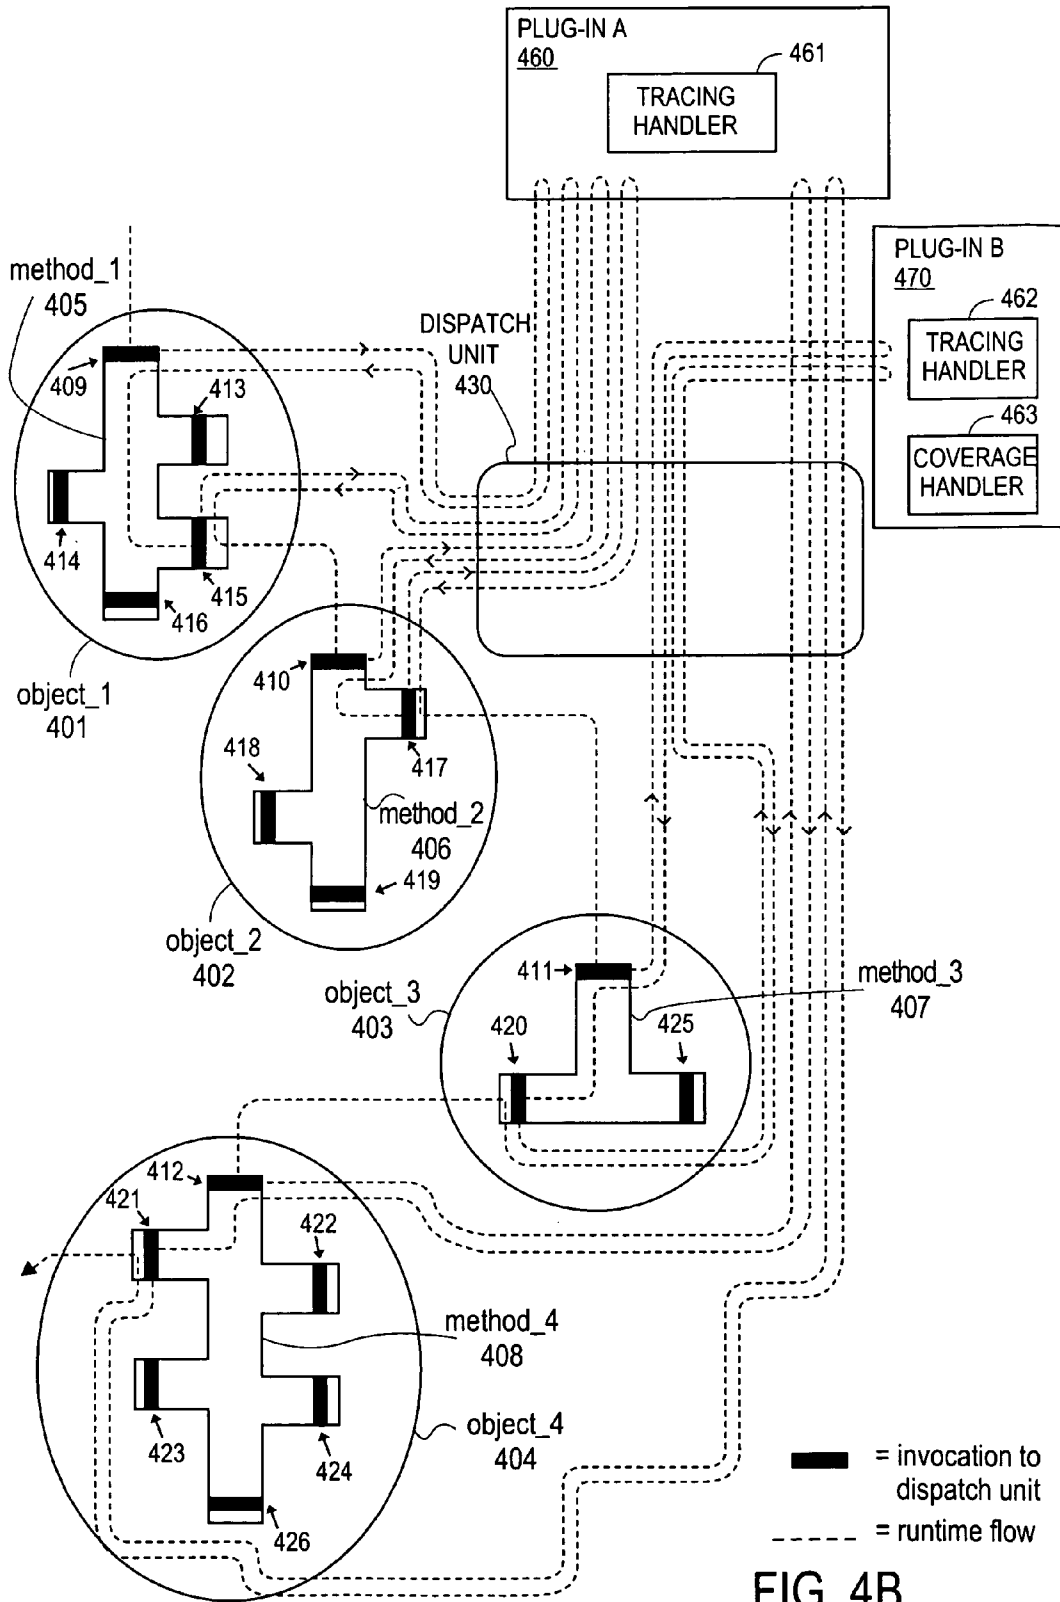 PLUG-IN A
460
461
TRACING
HANDLER
PLUG-IN B
470
462
TRACING
HANDLER
463
COVERAGE
HANDLER
method_1
405
DISPATCH
UNIT
430
409
413
414
415
416
object_1
401
410
417
418
method_2
406
419
object_2
402
411
object_3
403
method_3
407
420
425
412
421
422
method_4
408
423
424
object_4
404
426
= invocation to
dispatch unit
= runtime flow
FIG. 4B